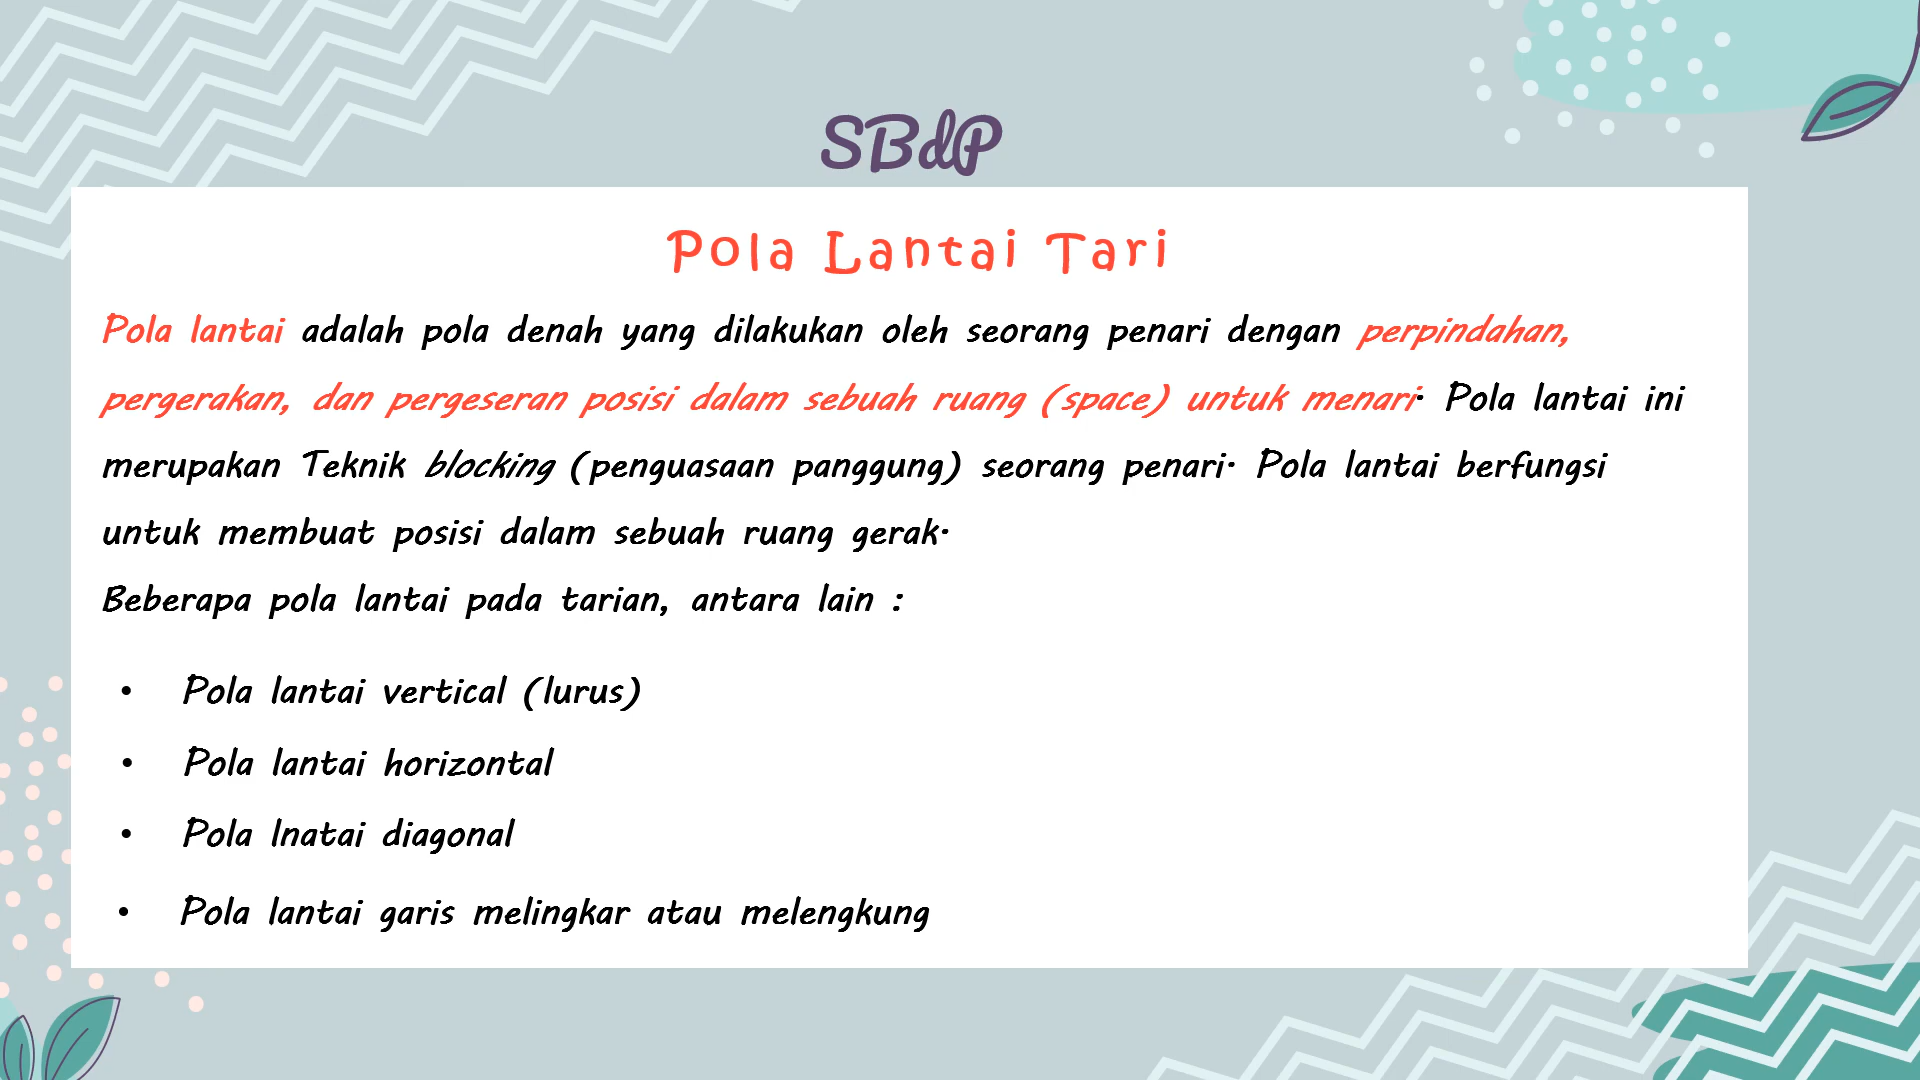 SBdP
Pola Lantai Tari
Pola lantai adalah pola denah yang dilakukan oleh seorang penari dengan perpindahan,
pergerakan, dan pergeseran posisi dalam sebuah ruang (space) untuk menari. Pola lantai ini
merupakan Teknik blocking (penguasaan panggung) seorang penari. Pola lantai berfungsi
untuk membuat posisi dalam sebuah ruang gerak.
Beberapa pola lantai pada tarian, antara lain :
• Pola lantai vertical (lurus)
• Pola lantai horizontal
• Pola lnatai diagonal
• Pola lantai garis melingkar atau melengkung